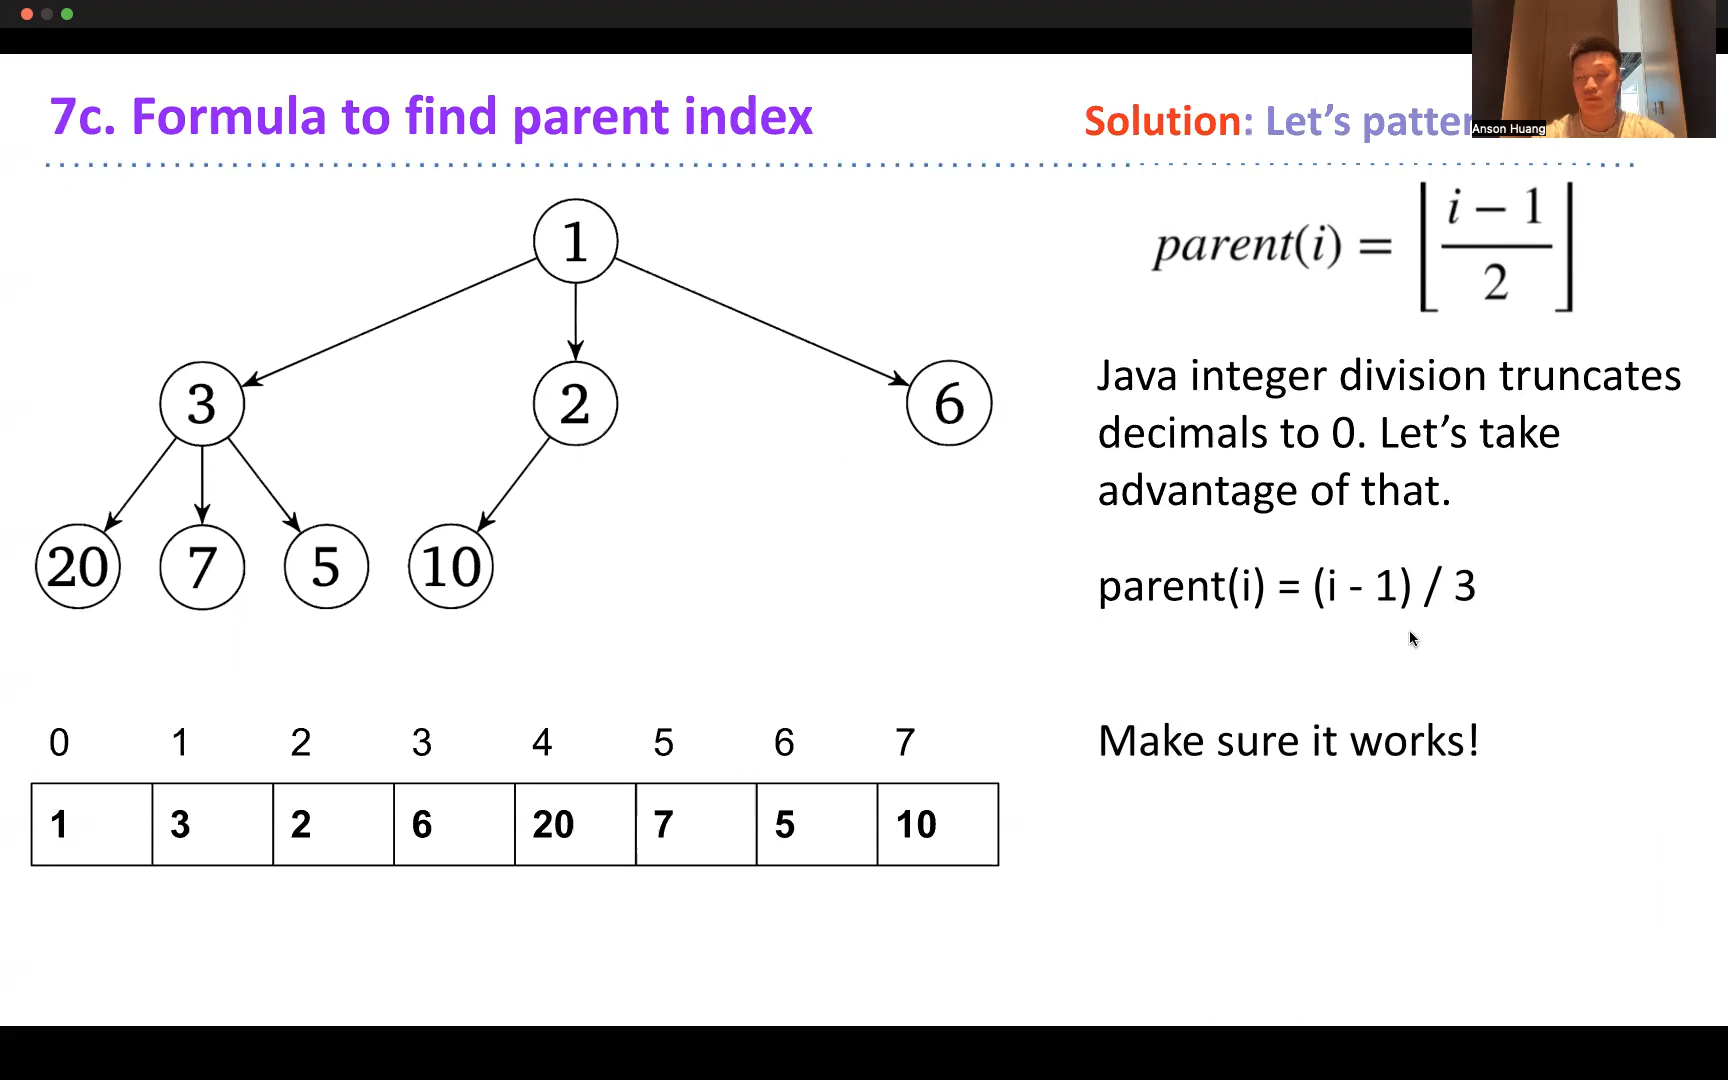 7c. Formula to find parent index
Solution: Let's
Anson Huang
parent(i) = ⌊(i − 1)/2⌋
Java integer division truncates
decimals to 0. Let's take
advantage of that.
parent(i) = (i - 1) / 3
Make sure it works!
1
3 2 6
20 7 5 10
0 1 2 3 4 5 6 7
1 3 2 6 20 7 5 10